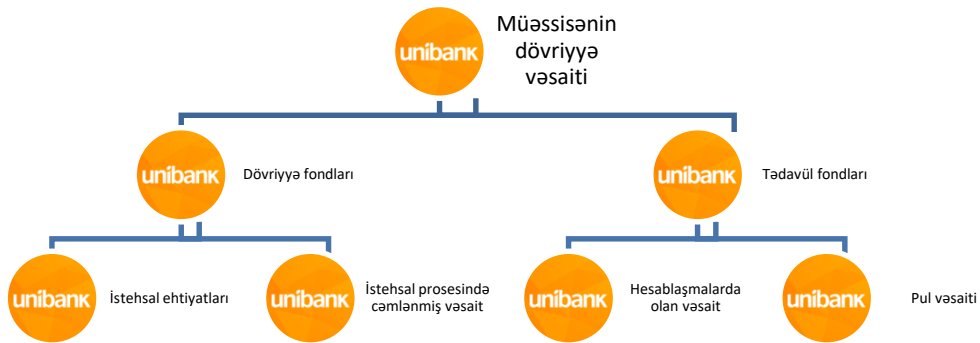 unibank
Müəssisənin
dövriyyə
vəsaiti
unibank
Dövriyyə fondları
unibank
Tədavül fondları
unibank
İstehsal ehtiyatları
unibank
İstehsal prosesində
cəmlənmiş vəsait
unibank
Hesablaşmalarda
olan vəsait
unibank
Pul vəsaiti